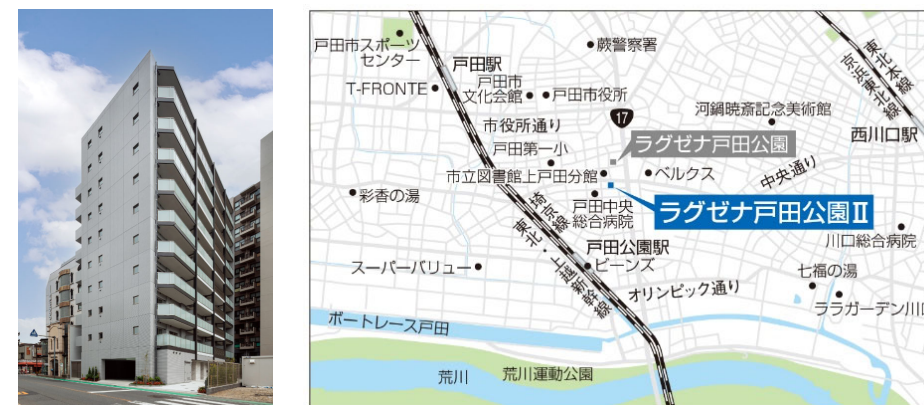 戸田市スポーツ
センター
蕨警察署
戸田駅
T-FRONTE
戸田市
文化会館
戸田市役所
東北本線
京浜東北線
17
河鍋暁斎記念美術館
市役所通り
西川口駅
戸田第一小
ラグゼナ戸田公園
市立図書館上戸田分館
ベルクス
中央通り
彩香の湯
戸田中央
総合病院
ラグゼナ戸田公園Ⅱ
埼京線
東北・上越新幹線
川口総合病院
戸田公園駅
ビーンズ
スーパーバリュー
七福の湯
オリンピック通り
ララガーデン川口
ボートレース戸田
荒川
荒川運動公園